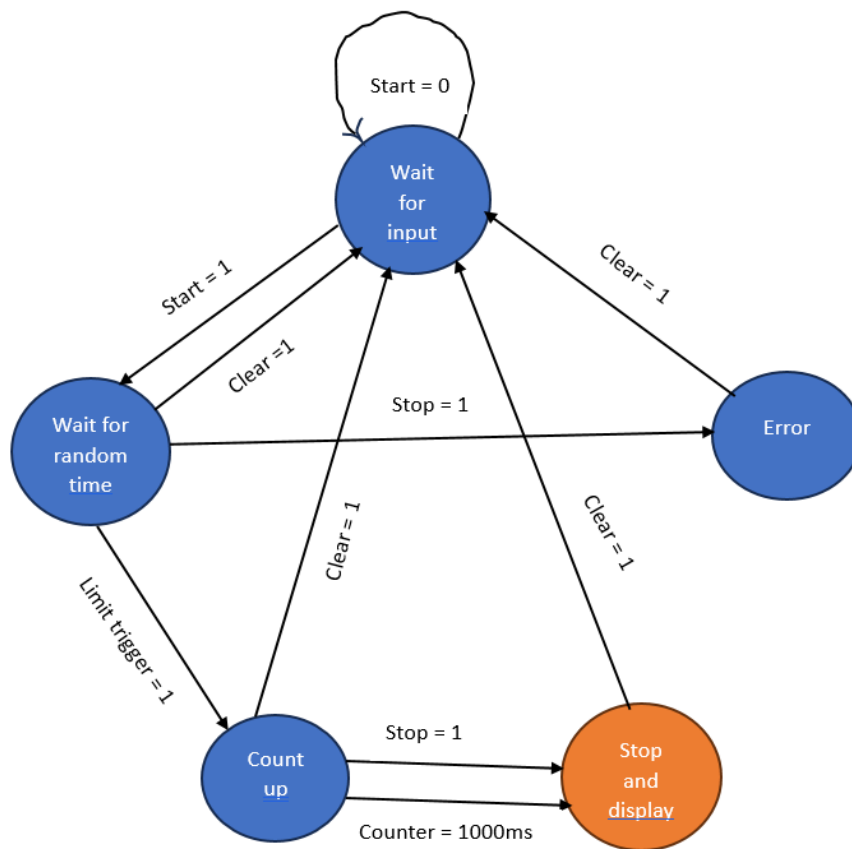 Start = 0
Wait
for
input
Start = 1
Clear =1
Clear = 1
Stop = 1
Wait for
random
time
Error
Clear = 1
Clear = 1
Limit trigger = 1
Stop = 1
Count
up
Stop
and
display
Counter = 1000ms